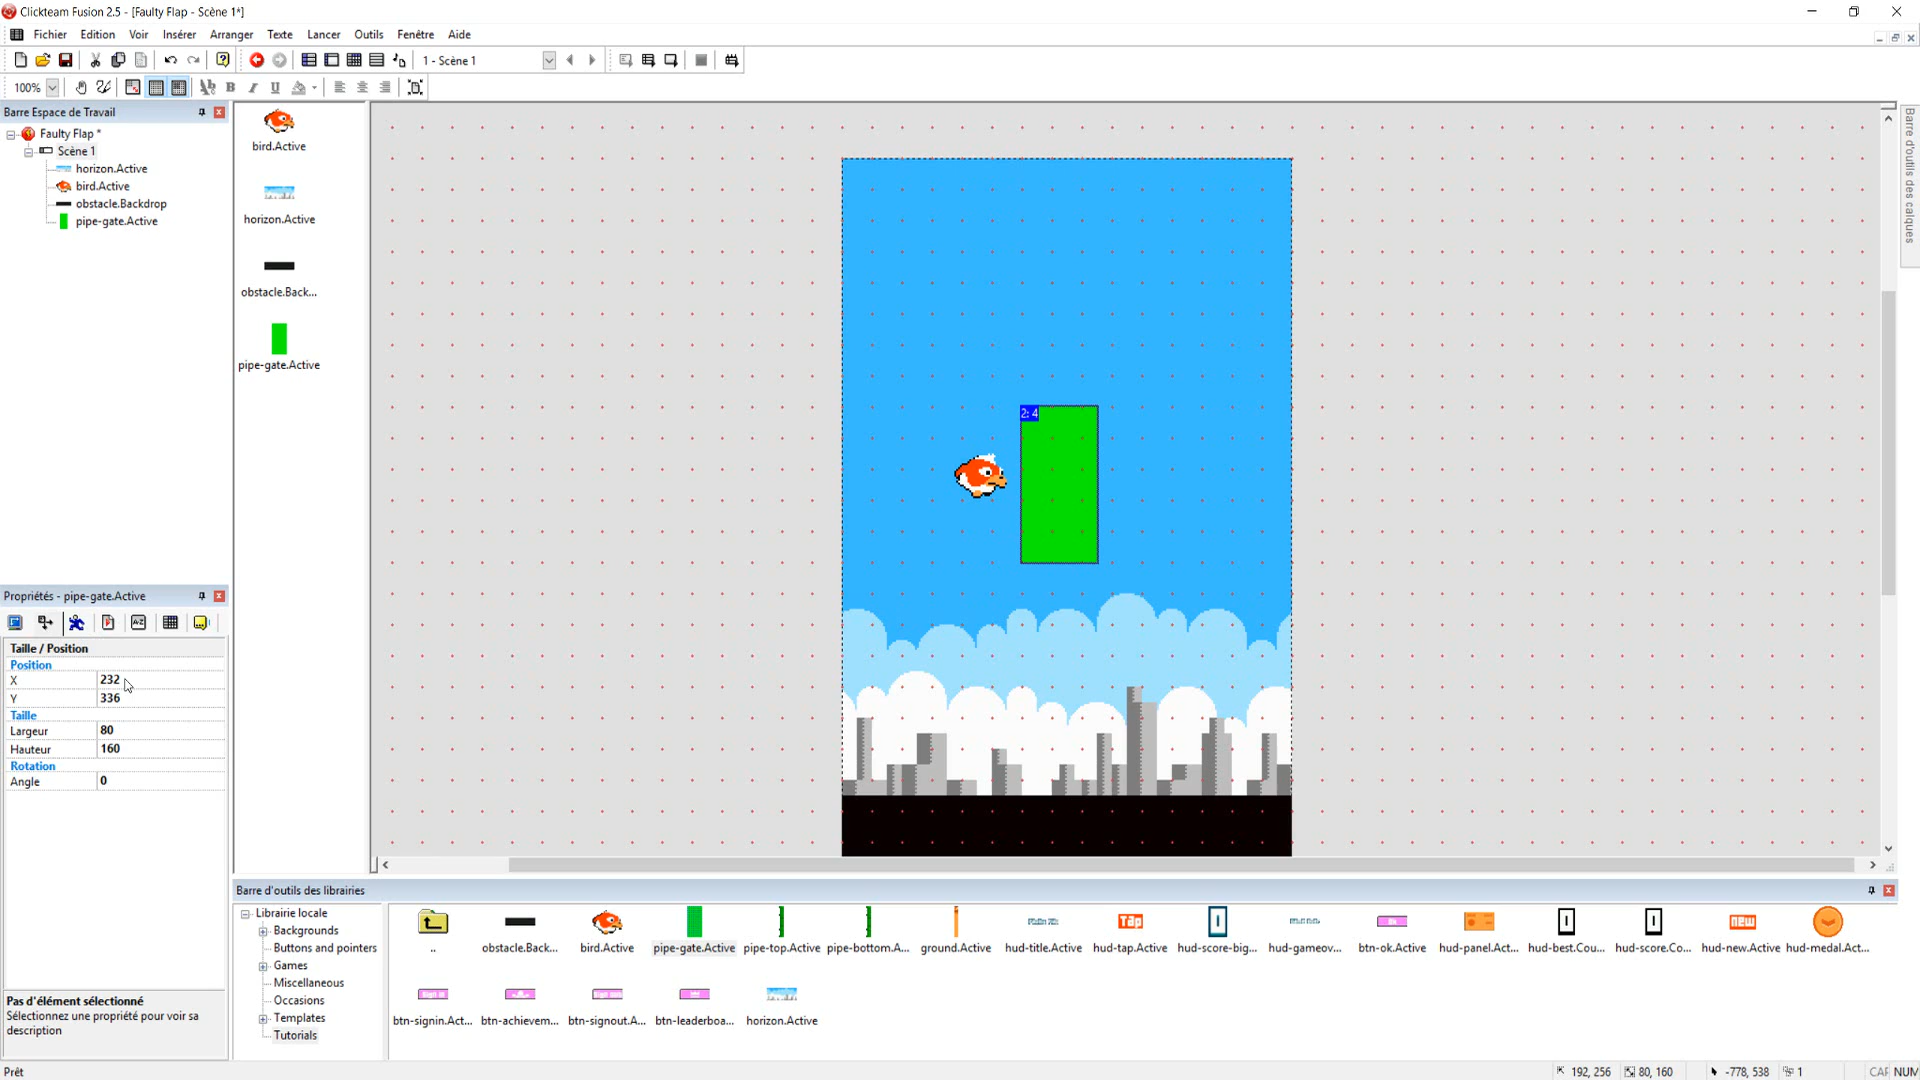 Clickteam Fusion 2.5 - [Faulty Flap - Scène 1*]
Fichier Edition Voir Insérer Arranger Texte Lancer Outils Fenêtre Aide
1 - Scène 1
100%
Barre Espace de Travail
Faulty Flap *
Scène 1
horizon.Active
bird.Active
obstacle.Backdrop
pipe-gate.Active
bird.Active
horizon.Active
obstacle.Back...
pipe-gate.Active
2: 4
Barre d'outils des calques
Propriétés - pipe-gate.Active
Taille / Position
Position
X 232
Y 336
Taille
Largeur 80
Hauteur 160
Rotation
Angle 0
Pas d'élément sélectionné
Sélectionnez une propriété pour voir sa
description
Barre d'outils des librairies
Librairie locale
Backgrounds
Buttons and pointers
Games
Miscellaneous
Occasions
Templates
Tutorials
.. obstacle.Back... bird.Active pipe-gate.Active pipe-top.Active pipe-bottom.A... ground.Active hud-title.Active hud-tap.Active hud-score-big... hud-gameov... btn-ok.Active hud-panel.Act... hud-best.Cou... hud-score.Co... hud-new.Active hud-medal.Act...
Tap
new
btn-signin.Act... btn-achievem... btn-signout.A... btn-leaderboa... horizon.Active
Prêt
192, 256 80, 160 -778, 538 1 CAF NUM